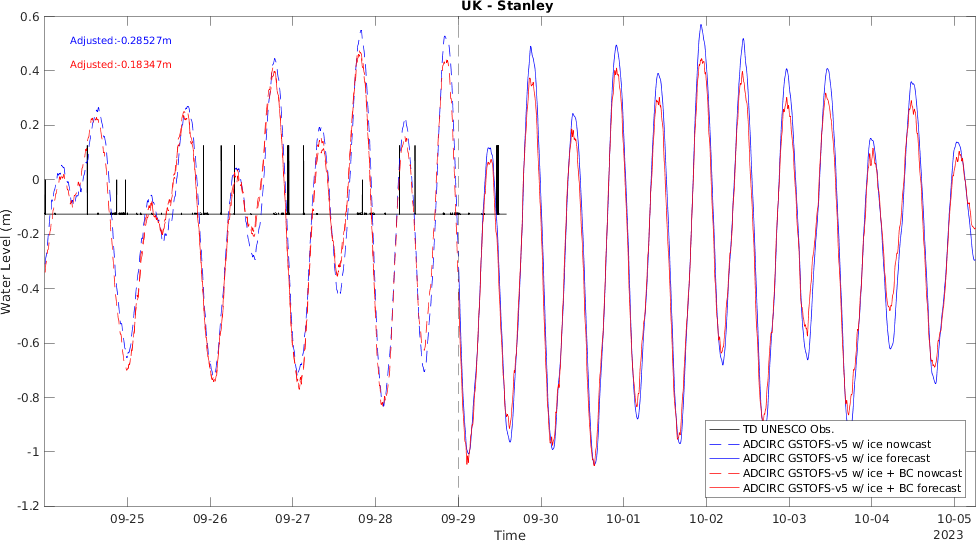 UK - Stanley
Adjusted:-0.28527m
Adjusted:-0.18347m
0.6
0.4
0.2
0
-0.2
-0.4
-0.6
-0.8
-1
-1.2
Water Level (m)
TD UNESCO Obs.
ADCIRC GSTOFS-v5 w/ ice nowcast
ADCIRC GSTOFS-v5 w/ ice forecast
ADCIRC GSTOFS-v5 w/ ice + BC nowcast
ADCIRC GSTOFS-v5 w/ ice + BC forecast
09-25 09-26 09-27 09-28 09-29 09-30 10-01 10-02 10-03 10-04 10-05
Time
2023